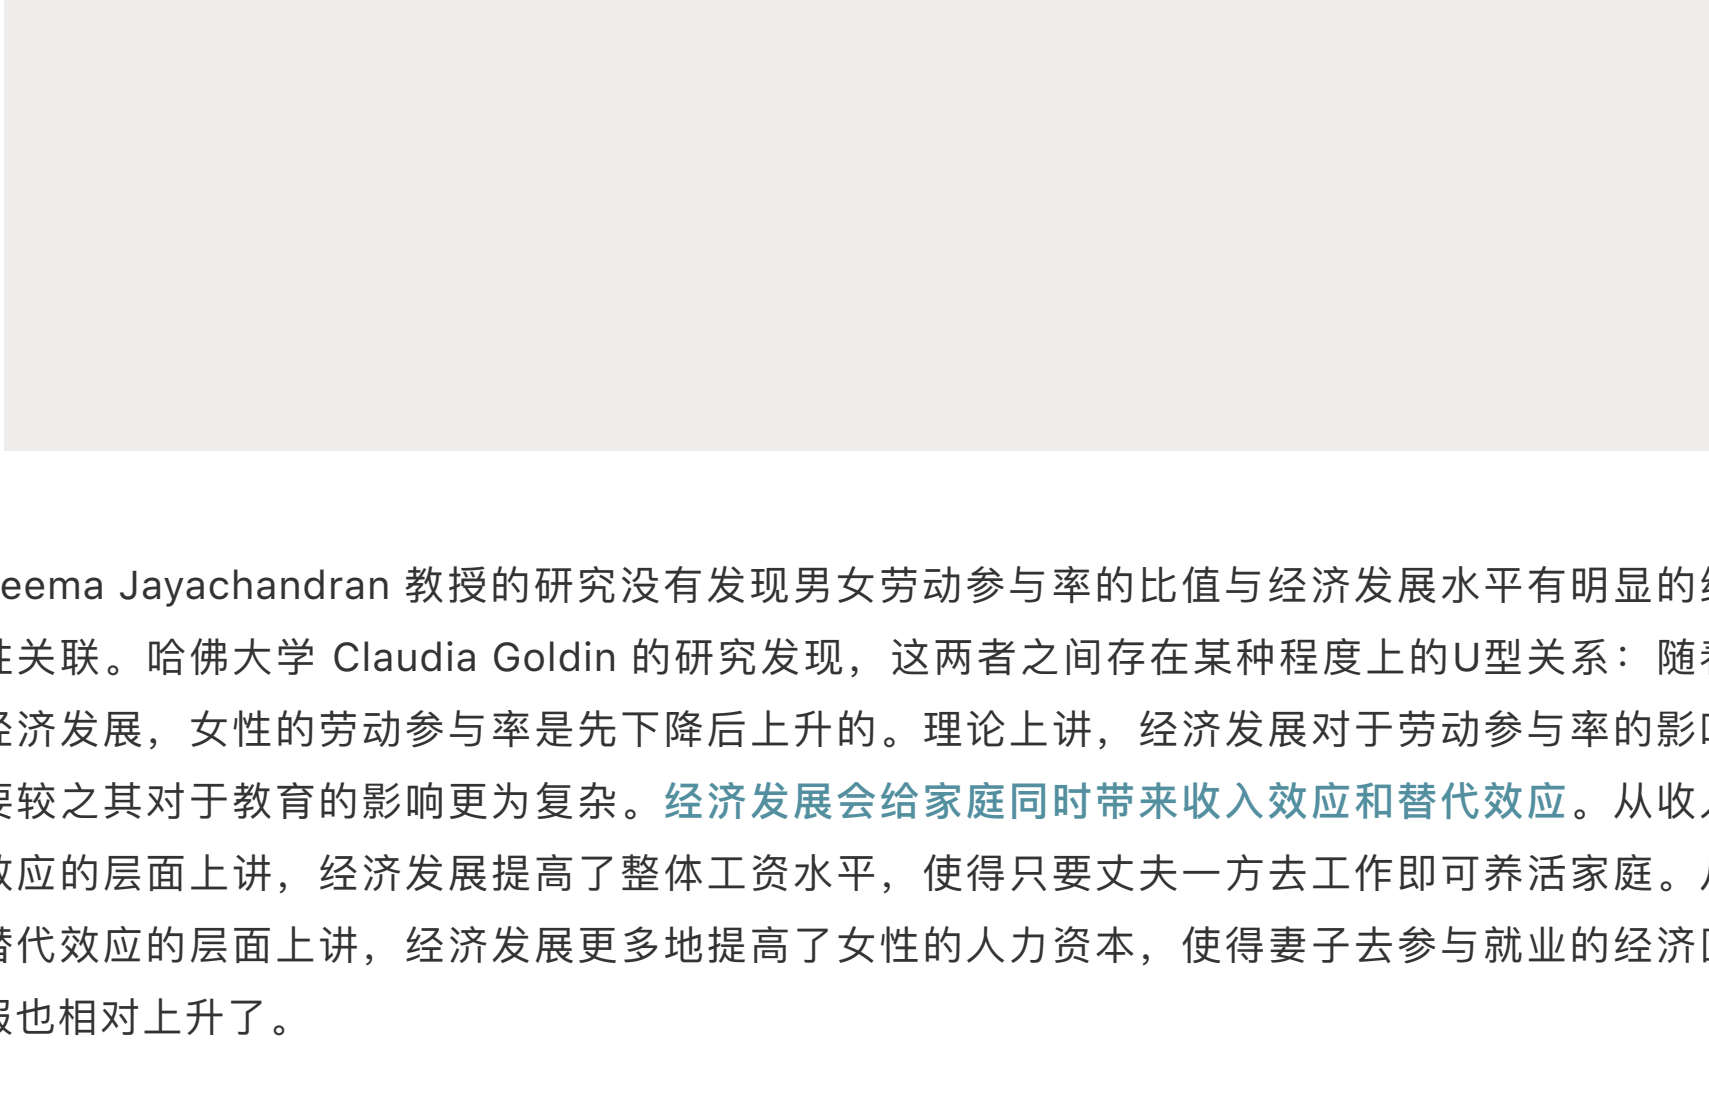 eema Jayachandran 教授的研究没有发现男女劳动参与率的比值与经济发展水平有明显的
关联。哈佛大学 Claudia Goldin 的研究发现，这两者之间存在某种程度上的U型关系：随
济发展，女性的劳动参与率是先下降后上升的。理论上讲，经济发展对于劳动参与率的影
较之其对于教育的影响更为复杂。经济发展会给家庭同时带来收入效应和替代效应。从收
应的层面上讲，经济发展提高了整体工资水平，使得只要丈夫一方去工作即可养活家庭。
代效应的层面上讲，经济发展更多地提高了女性的人力资本，使得妻子去参与就业的经济
也相对上升了。